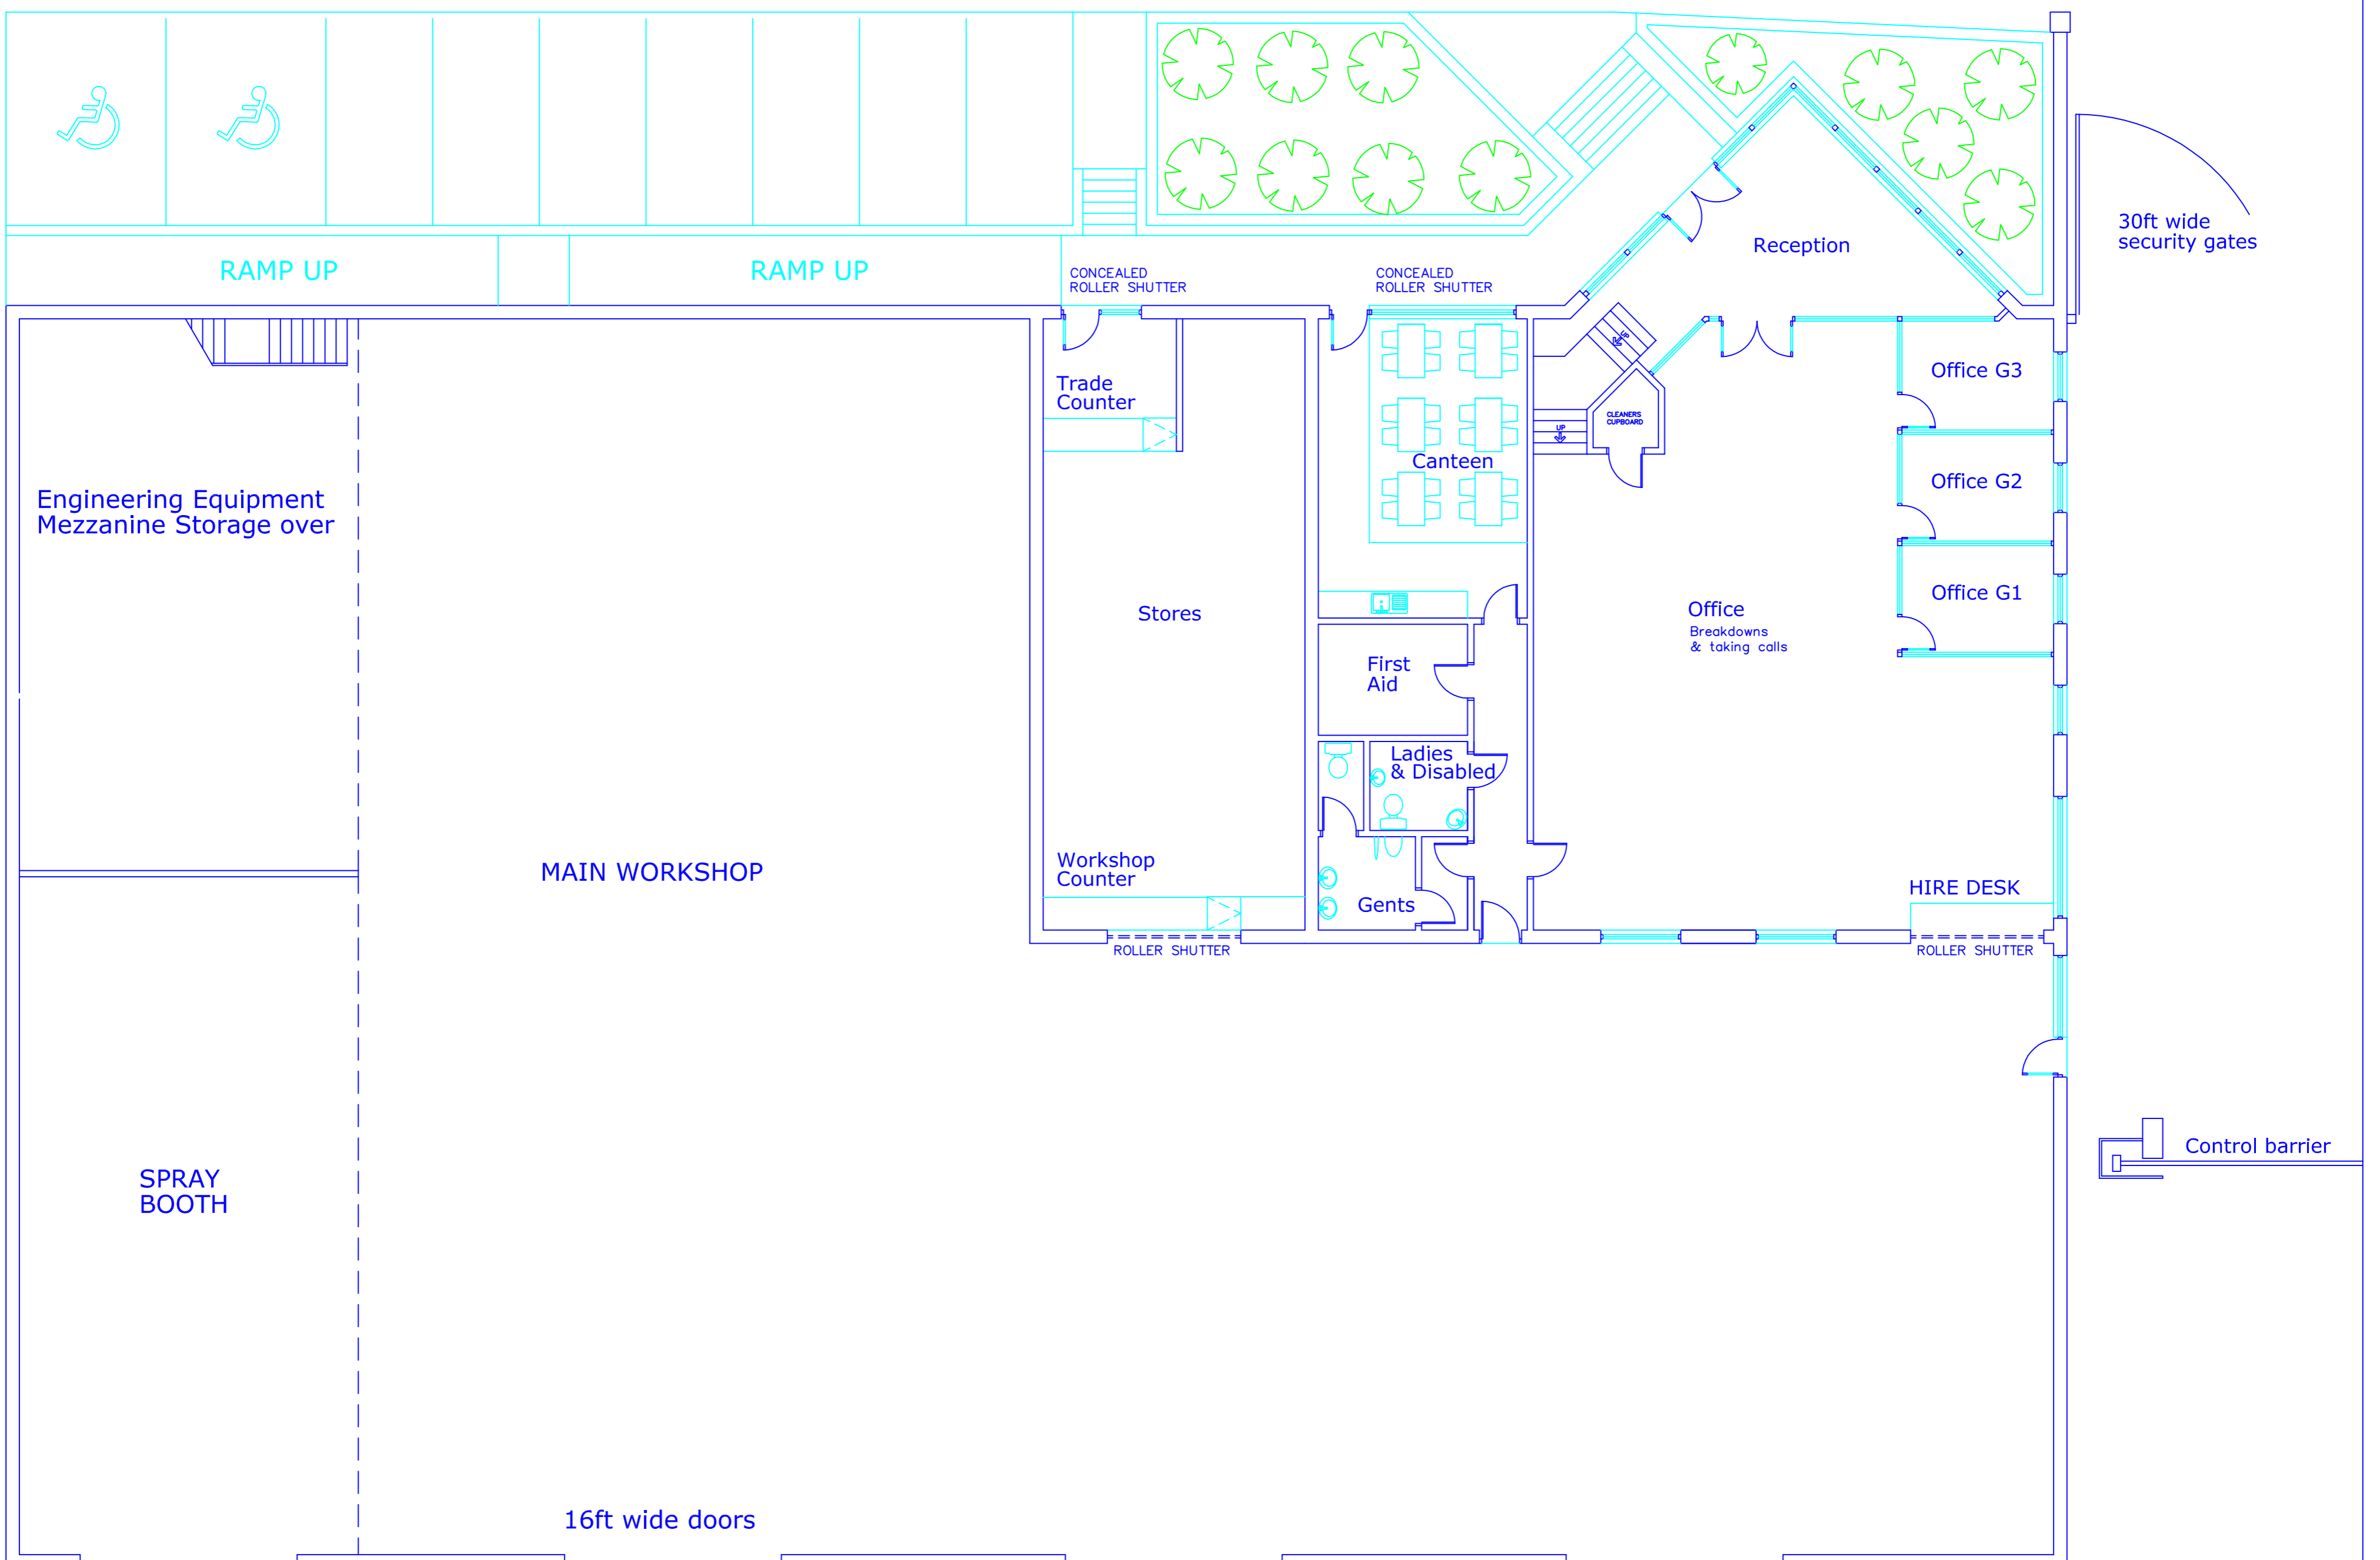 30ft wide
security gates
Reception
RAMP UP
RAMP UP
CONCEALED
ROLLER SHUTTER
CONCEALED
ROLLER SHUTTER
UP
Office G3
Trade
Counter
CLEANERS
CUPBOARD
UP
Canteen
Office G2
Engineering Equipment
Mezzanine Storage over
Office G1
Stores
Office
Breakdowns
& taking calls
First
Aid
Ladies
& Disabled
MAIN WORKSHOP
Workshop
Counter
HIRE DESK
Gents
ROLLER SHUTTER
ROLLER SHUTTER
Control barrier
SPRAY
BOOTH
16ft wide doors